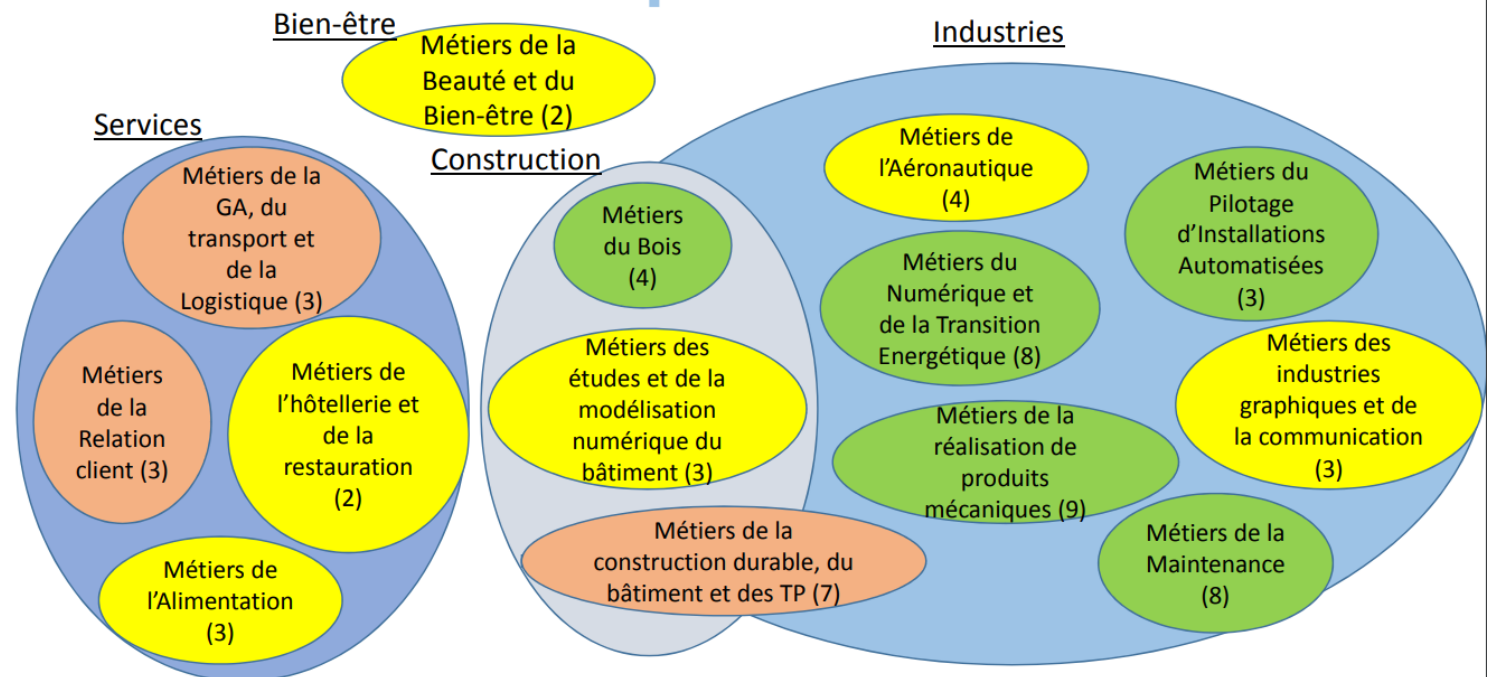 Bien-être
Métiers de la
Beauté et du
Bien-être (2)
Industries
Services
Métiers de la
GA, du
transport et
de la
Logistique (3)
Métiers
de la
Relation
client (3)
Métiers de
l'hôtellerie et
de la
restauration
(2)
Métiers de
l'Alimentation
(3)
Construction
Métiers
du Bois
(4)
Métiers des
études et de la
modélisation
numérique du
bâtiment (3)
Métiers de la
construction durable, du
bâtiment et des TP (7)
Métiers de
l'Aéronautique
(4)
Métiers du
Numérique et
de la Transition
Energétique (8)
Métiers de la
réalisation de
produits
mécaniques (9)
Métiers du
Pilotage
d'Installations
Automatisées
(3)
Métiers des
industries
graphiques et de
la communication
(3)
Métiers de la
Maintenance
(8)